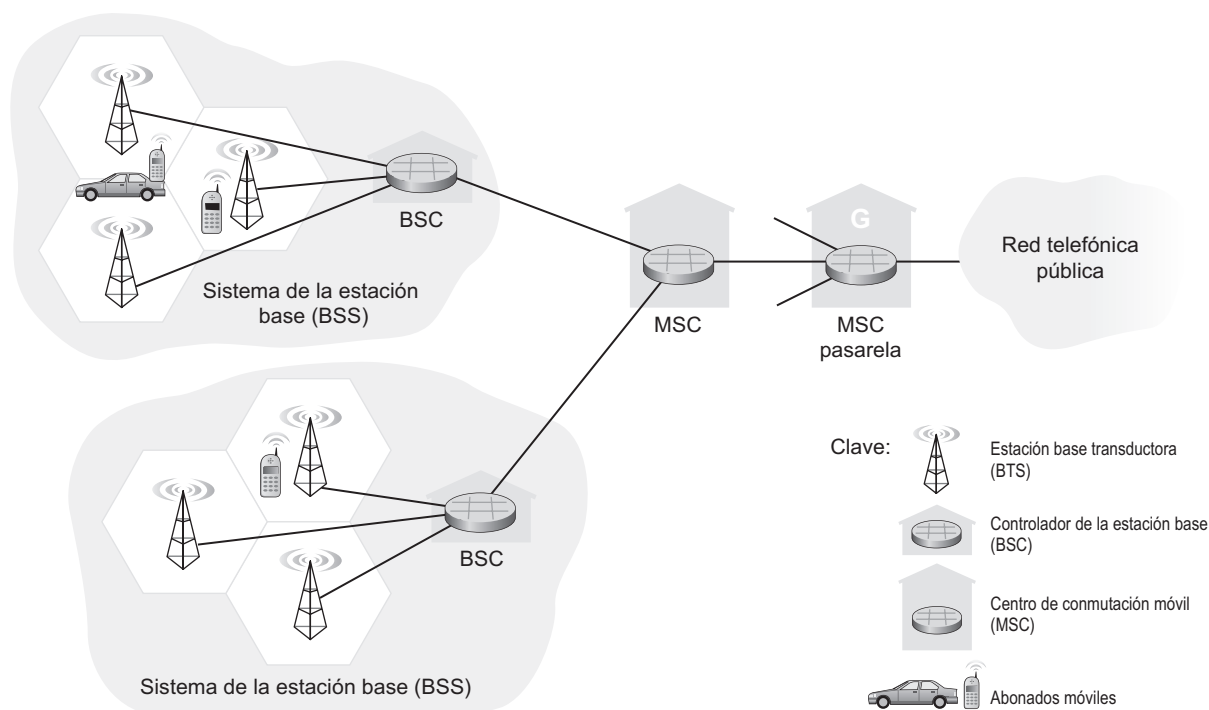 BSC
Sistema de la estación
base (BSS)
MSC
G
MSC
pasarela
Red telefónica
pública
BSC
Sistema de la estación base (BSS)
Clave:
Estación base transductora
(BTS)
Controlador de la estación base
(BSC)
Centro de conmutación móvil
(MSC)
Abonados móviles